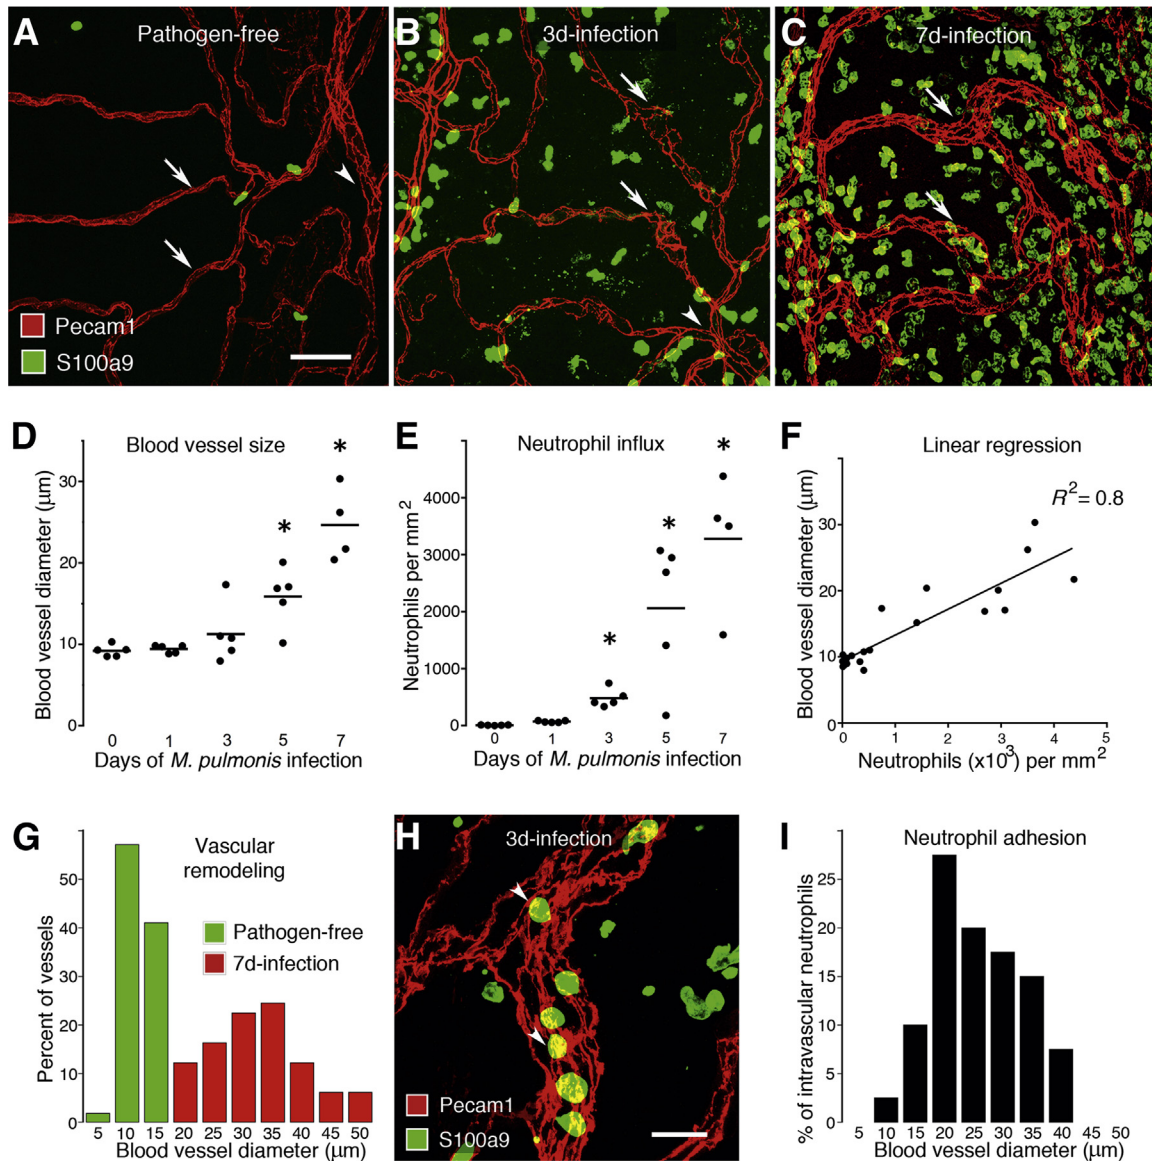 A
Pathogen-free
Pecam1
S100a9
B
3d-infection
C
7d-infection
D
Blood vessel size
*
*
Blood vessel diameter (μm)
30
20
10
0
0 1 3 5 7
Days of M. pulmonis infection
E
Neutrophil influx
*
*
*
Neutrophils per mm2
4000
3000
2000
1000
0
0 1 3 5 7
Days of M. pulmonis infection
F
Linear regression
R2 = 0.8
Blood vessel diameter (μm)
30
20
10
0
0 1 2 3 4 5
Neutrophils (x103) per mm2
G
Vascular
remodeling
Pathogen-free
7d-infection
Percent of vessels
50
40
30
20
10
0
5 10 15 20 25 30 35 40 45 50
Blood vessel diameter (μm)
H
3d-infection
Pecam1
S100a9
I
Neutrophil adhesion
% of intravascular neutrophils
25
20
15
10
5
0
5 10 15 20 25 30 35 40 45 50
Blood vessel diameter (μm)